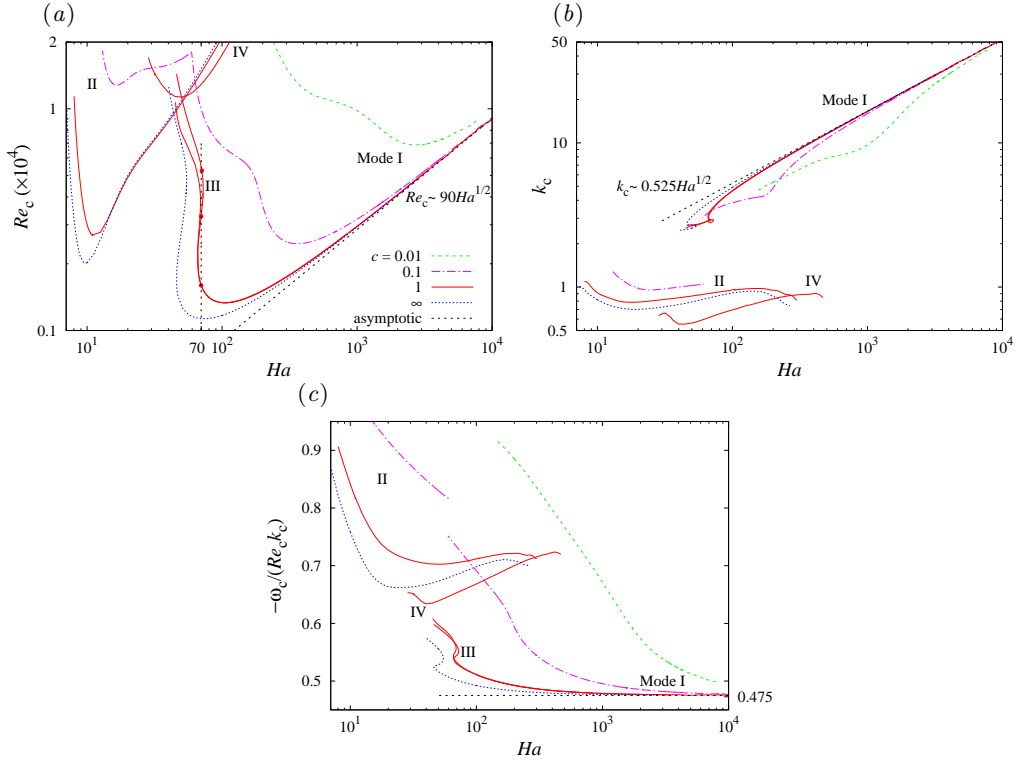 (a)
2
1
0.1
Re_c (×10^4)
II
IV
III
Mode I
Re_c ~ 90Ha^{1/2}
c = 0.01
0.1
1
∞
asymptotic
10^1
70
10^2
10^3
10^4
Ha
(b)
50
10
1
0.5
k_c
Mode I
k_c ~ 0.525Ha^{1/2}
II
IV
10^1
10^2
10^3
10^4
Ha
(c)
0.9
0.8
0.7
0.6
0.5
−ω_c/(Re_c k_c)
II
IV
III
Mode I
0.475
10^1
10^2
10^3
10^4
Ha